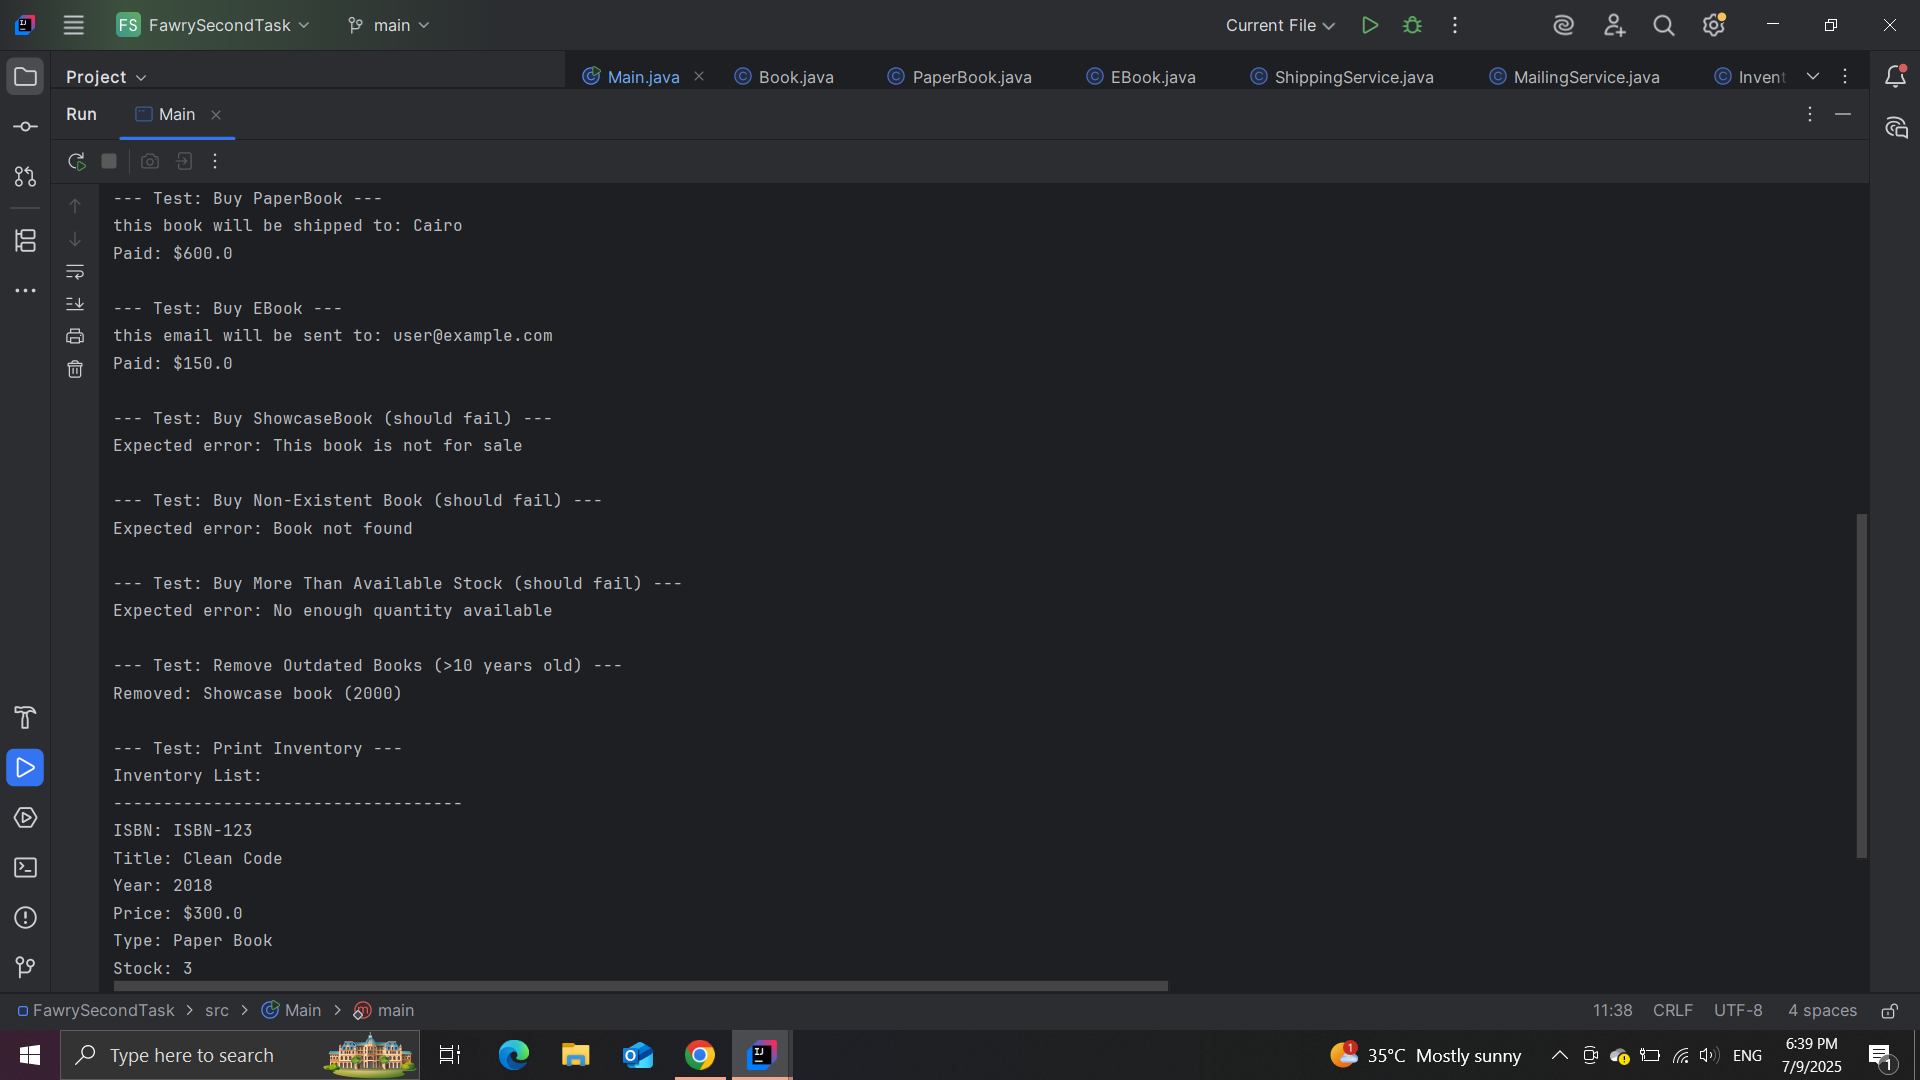 FS FawrySecondTask main Current File
Project Main.java Book.java PaperBook.java EBook.java ShippingService.java MailingService.java Invent
Run Main
--- Test: Buy PaperBook ---
this book will be shipped to: Cairo
Paid: $600.0
--- Test: Buy EBook ---
this email will be sent to: user@example.com
Paid: $150.0
--- Test: Buy ShowcaseBook (should fail) ---
Expected error: This book is not for sale
--- Test: Buy Non-Existent Book (should fail) ---
Expected error: Book not found
--- Test: Buy More Than Available Stock (should fail) ---
Expected error: No enough quantity available
--- Test: Remove Outdated Books (>10 years old) ---
Removed: Showcase book (2000)
--- Test: Print Inventory ---
Inventory List:
-----------------------------------
ISBN: ISBN-123
Title: Clean Code
Year: 2018
Price: $300.0
Type: Paper Book
Stock: 3
FawrySecondTask > src > Main > main 11:38 CRLF UTF-8 4 spaces
Type here to search 1 35°C Mostly sunny ENG 6:39 PM
7/9/2025 1